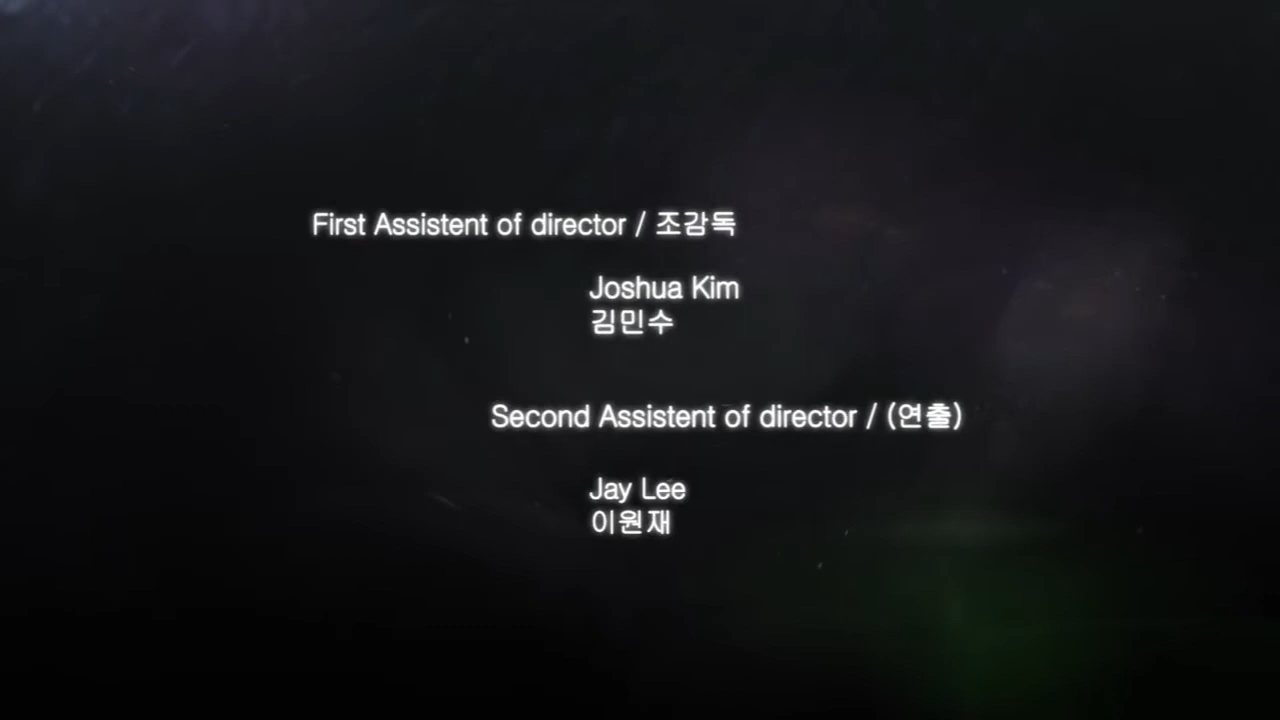 First Assistent of director / 조감독
Joshua Kim
김민수
Second Assistent of director / (연출)
Jay Lee
이원재